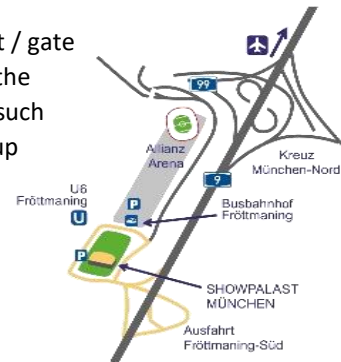 t / gate
the
such
up
99
Allianz
Arena
Kreuz
München-Nord
9
U6
Fröttmaning
U
P
Busbahnhof
Fröttmaning
P
SHOWPALAST
MÜNCHEN
Ausfahrt
Fröttmaning-Süd